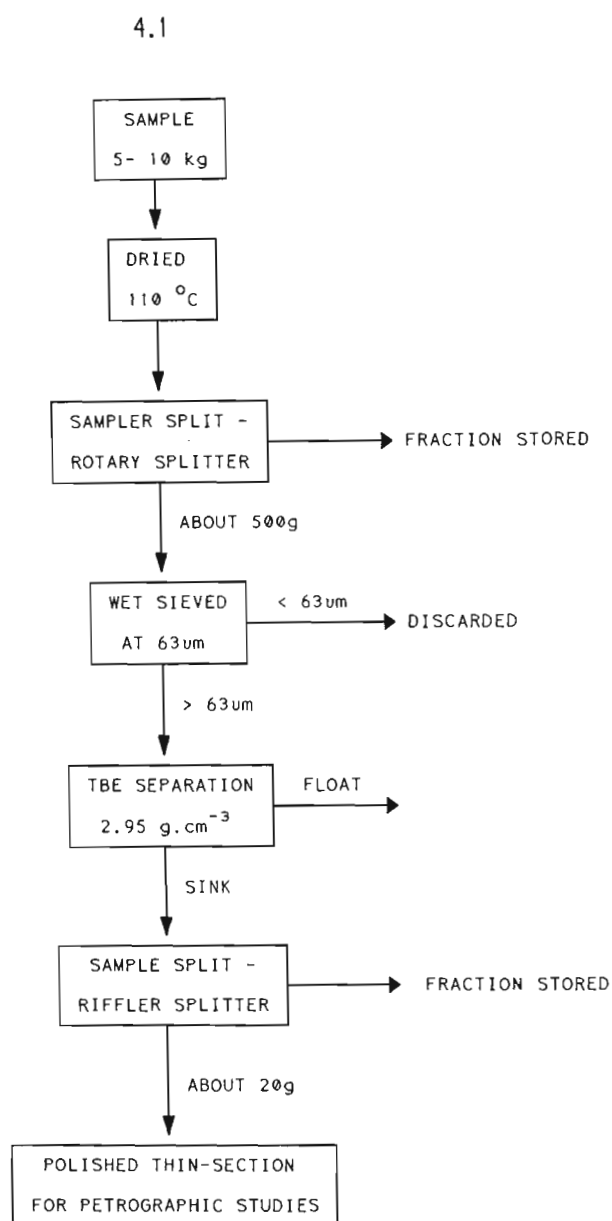 4.1
SAMPLE
5- 10 kg
DRIED
110 °C
SAMPLER SPLIT -
ROTARY SPLITTER
FRACTION STORED
ABOUT 500g
WET SIEVED
AT 63um
< 63um
DISCARDED
> 63um
TBE SEPARATION
2.95 g.cm⁻³
FLOAT
SINK
SAMPLE SPLIT -
RIFFLER SPLITTER
FRACTION STORED
ABOUT 20g
POLISHED THIN-SECTION
FOR PETROGRAPHIC STUDIES